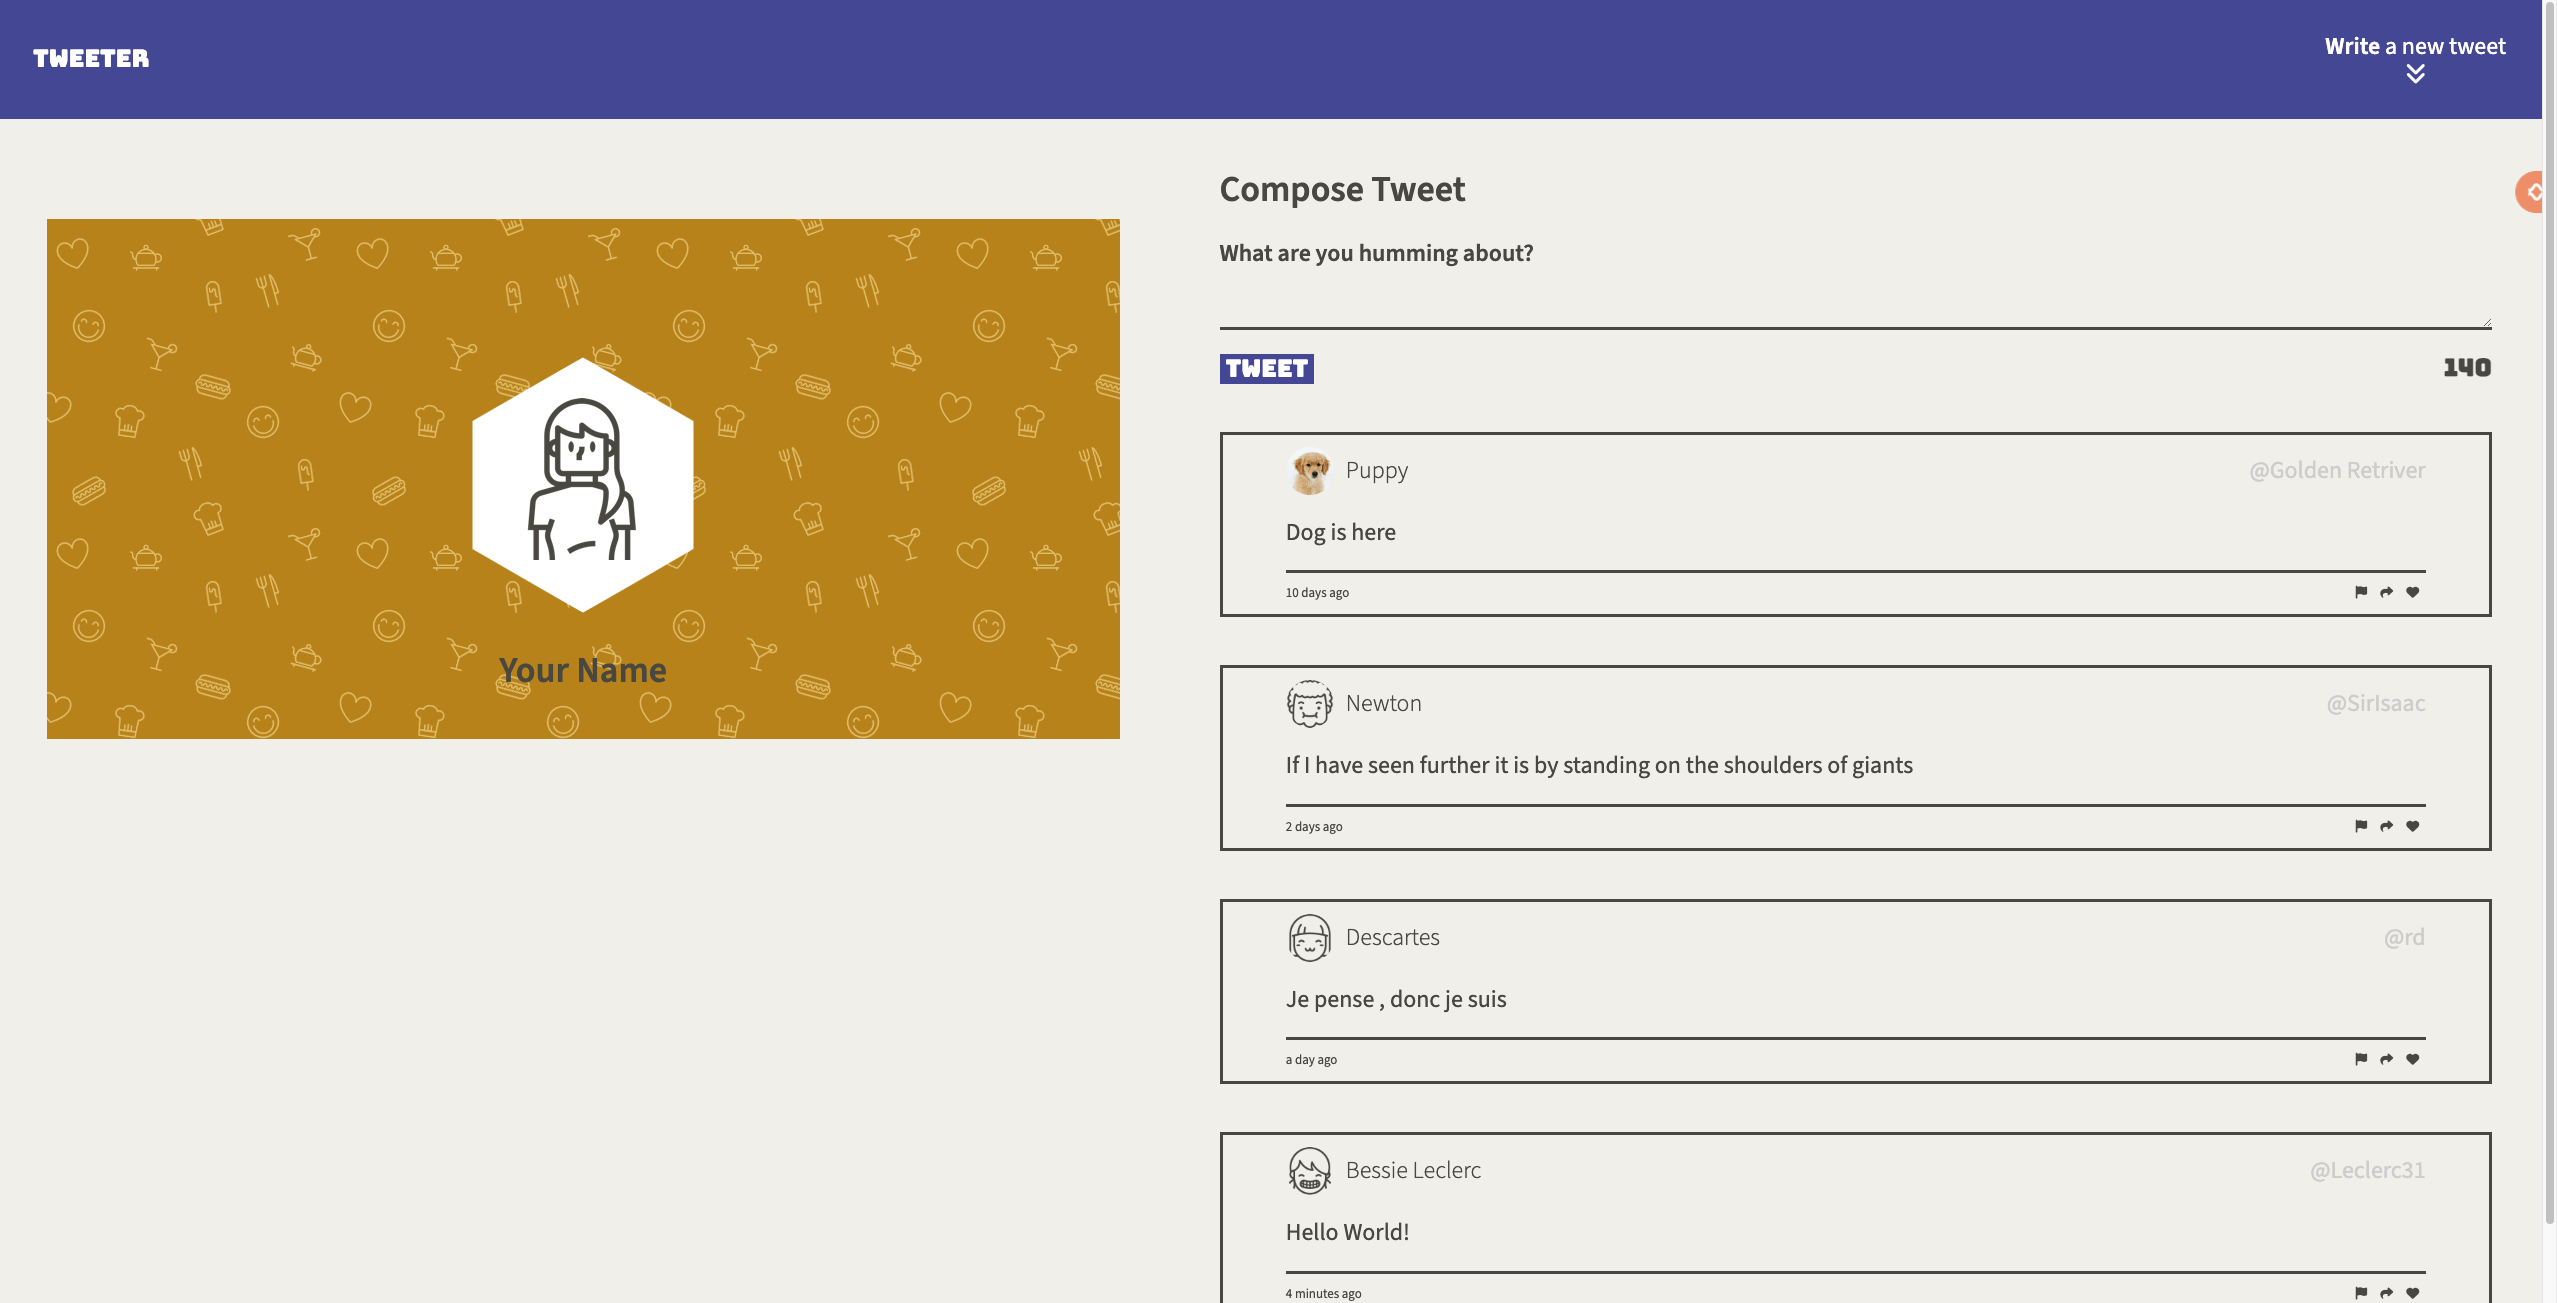 TWEETER
Write a new tweet
Your Name
Compose Tweet
What are you humming about?
TWEET
140
Puppy
@Golden Retriver
Dog is here
10 days ago
Newton
@SirIsaac
If I have seen further it is by standing on the shoulders of giants
2 days ago
Descartes
@rd
Je pense , donc je suis
a day ago
Bessie Leclerc
@Leclerc31
Hello World!
4 minutes ago